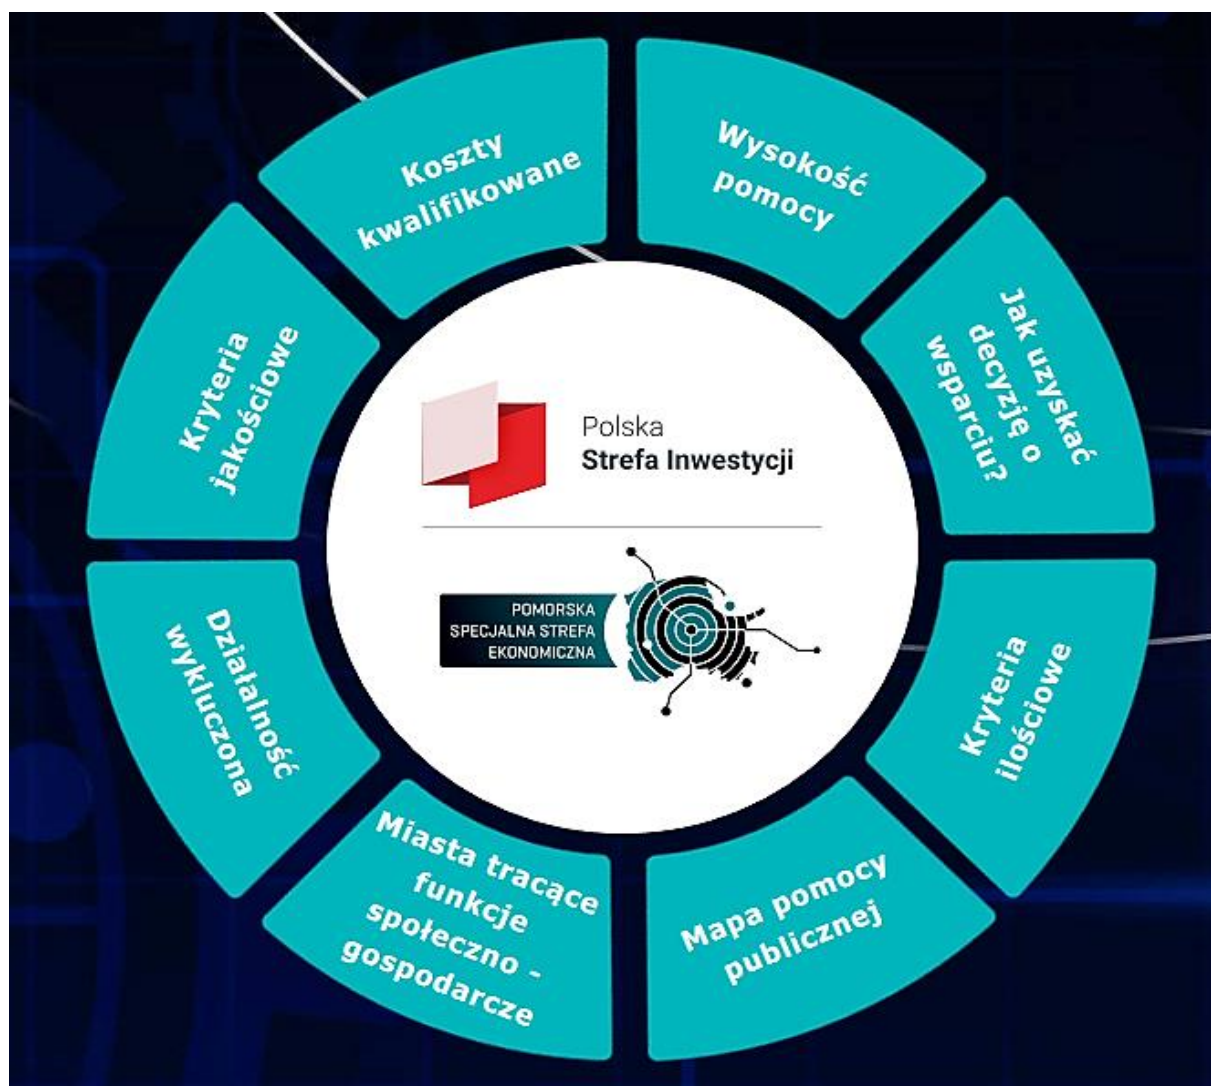 Koszty
kwalifikowane
Wysokość
pomocy
Jak uzyskać
decyzję o
wsparciu?
Kryteria
ilościowe
Mapa pomocy
publicznej
Miasta tracące
funkcje
społeczno -
gospodarcze
Działalność
wykluczona
Kryteria
jakościowe
Polska
Strefa Inwestycji
POMORSKA
SPECJALNA STREFA
EKONOMICZNA